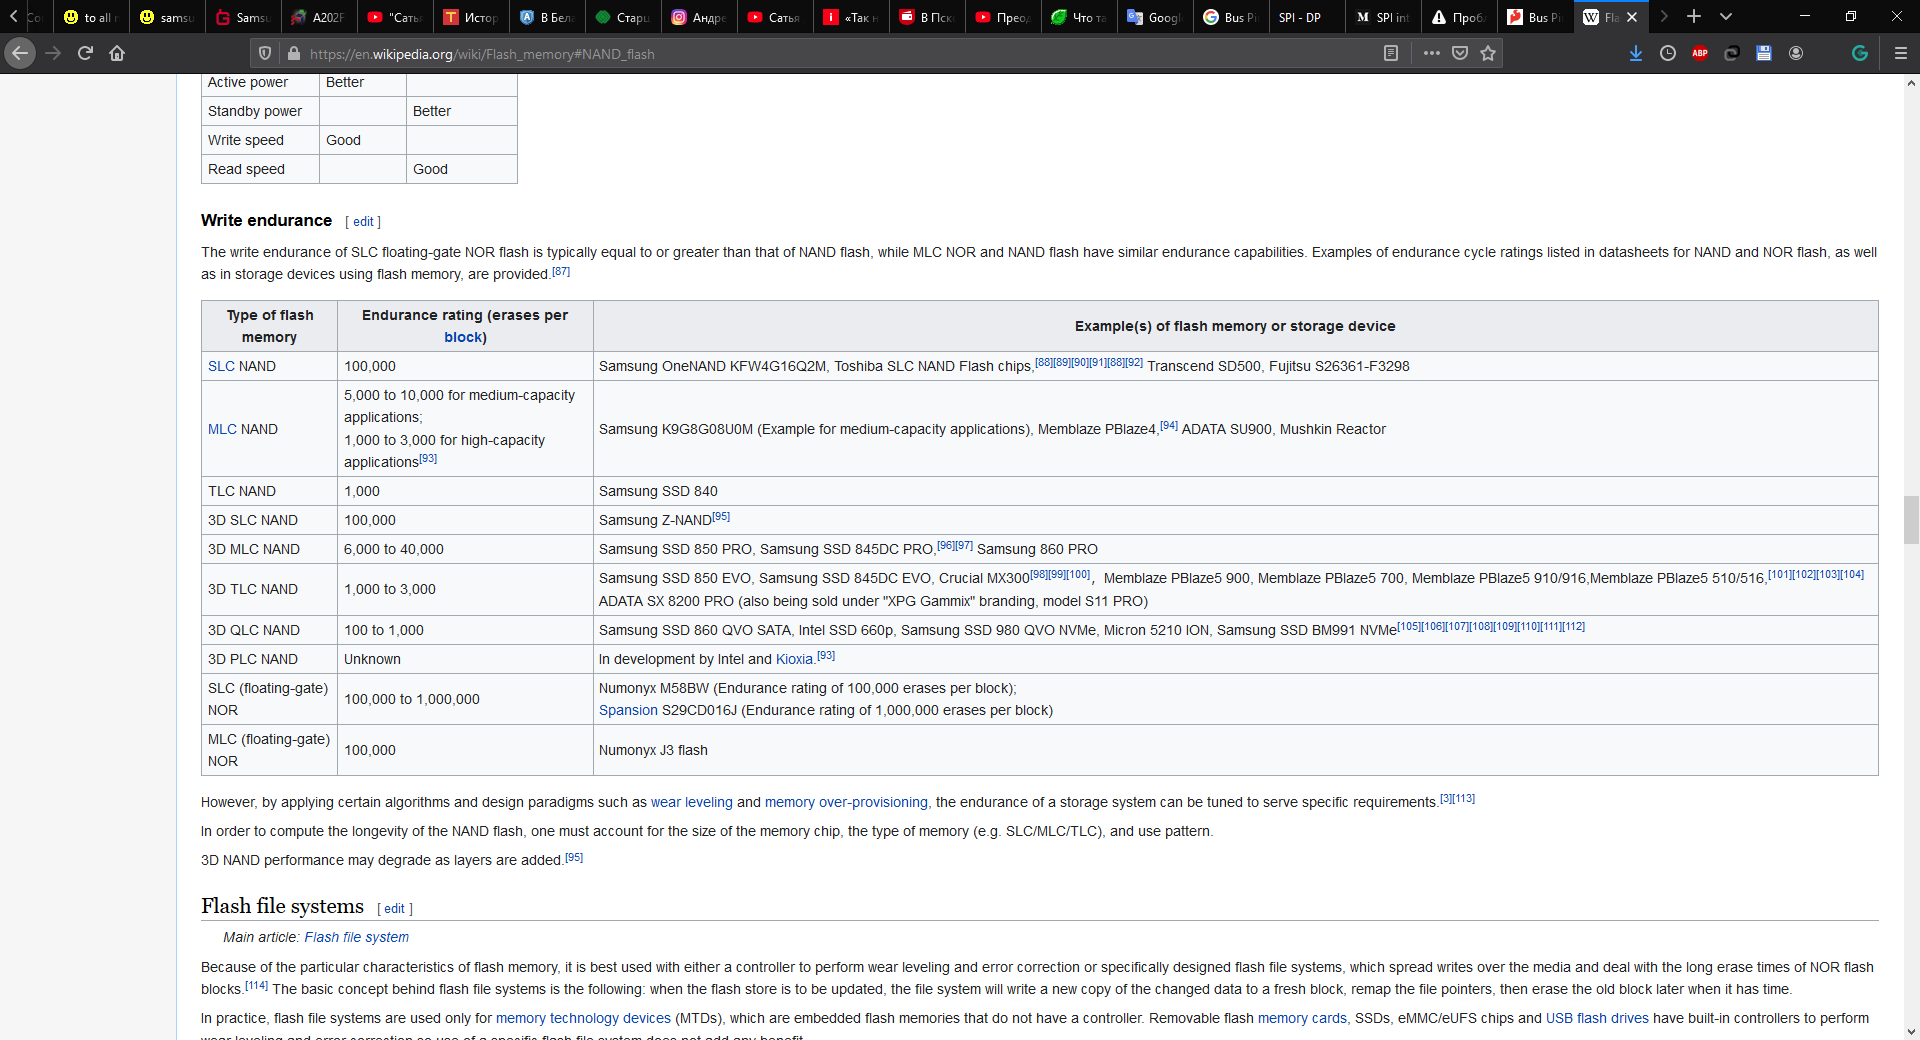 to all
samsu
Samsu
A202F
"Сать
Истор
В Бела
Старц
Андре
Сатья
«Так н
В Пско
Преод
Что та
Googl
Bus Pi
SPI - DP
SPI int
Пробл
Bus Pi
Fla
https://en.wikipedia.org/wiki/Flash_memory#NAND_flash
ABP
Active power Better
Standby power Better
Write speed Good
Read speed Good
Write endurance [ edit ]
The write endurance of SLC floating-gate NOR flash is typically equal to or greater than that of NAND flash, while MLC NOR and NAND flash have similar endurance capabilities. Examples of endurance cycle ratings listed in datasheets for NAND and NOR flash, as well
as in storage devices using flash memory, are provided.[87]
Type of flash
memory
Endurance rating (erases per
block)
Example(s) of flash memory or storage device
SLC NAND 100,000 Samsung OneNAND KFW4G16Q2M, Toshiba SLC NAND Flash chips,[88][89][90][91][88][92] Transcend SD500, Fujitsu S26361-F3298
MLC NAND
5,000 to 10,000 for medium-capacity
applications;
1,000 to 3,000 for high-capacity
applications[93]
Samsung K9G8G08U0M (Example for medium-capacity applications), Memblaze PBlaze4,[94] ADATA SU900, Mushkin Reactor
TLC NAND 1,000 Samsung SSD 840
3D SLC NAND 100,000 Samsung Z-NAND[95]
3D MLC NAND 6,000 to 40,000 Samsung SSD 850 PRO, Samsung SSD 845DC PRO,[96][97] Samsung 860 PRO
3D TLC NAND 1,000 to 3,000
Samsung SSD 850 EVO, Samsung SSD 845DC EVO, Crucial MX300[98][99][100]，Memblaze PBlaze5 900, Memblaze PBlaze5 700, Memblaze PBlaze5 910/916,Memblaze PBlaze5 510/516,[101][102][103][104]
ADATA SX 8200 PRO (also being sold under "XPG Gammix" branding, model S11 PRO)
3D QLC NAND 100 to 1,000 Samsung SSD 860 QVO SATA, Intel SSD 660p, Samsung SSD 980 QVO NVMe, Micron 5210 ION, Samsung SSD BM991 NVMe[105][106][107][108][109][110][111][112]
3D PLC NAND Unknown In development by Intel and Kioxia.[93]
SLC (floating-gate)
NOR
100,000 to 1,000,000
Numonyx M58BW (Endurance rating of 100,000 erases per block);
Spansion S29CD016J (Endurance rating of 1,000,000 erases per block)
MLC (floating-gate)
NOR
100,000 Numonyx J3 flash
However, by applying certain algorithms and design paradigms such as wear leveling and memory over-provisioning, the endurance of a storage system can be tuned to serve specific requirements.[3][113]
In order to compute the longevity of the NAND flash, one must account for the size of the memory chip, the type of memory (e.g. SLC/MLC/TLC), and use pattern.
3D NAND performance may degrade as layers are added.[95]
Flash file systems [ edit ]
Main article: Flash file system
Because of the particular characteristics of flash memory, it is best used with either a controller to perform wear leveling and error correction or specifically designed flash file systems, which spread writes over the media and deal with the long erase times of NOR flash
blocks.[114] The basic concept behind flash file systems is the following: when the flash store is to be updated, the file system will write a new copy of the changed data to a fresh block, remap the file pointers, then erase the old block later when it has time.
In practice, flash file systems are used only for memory technology devices (MTDs), which are embedded flash memories that do not have a controller. Removable flash memory cards, SSDs, eMMC/eUFS chips and USB flash drives have built-in controllers to perform
wear leveling and error correction so use of a specific flash file system does not add any benefit.